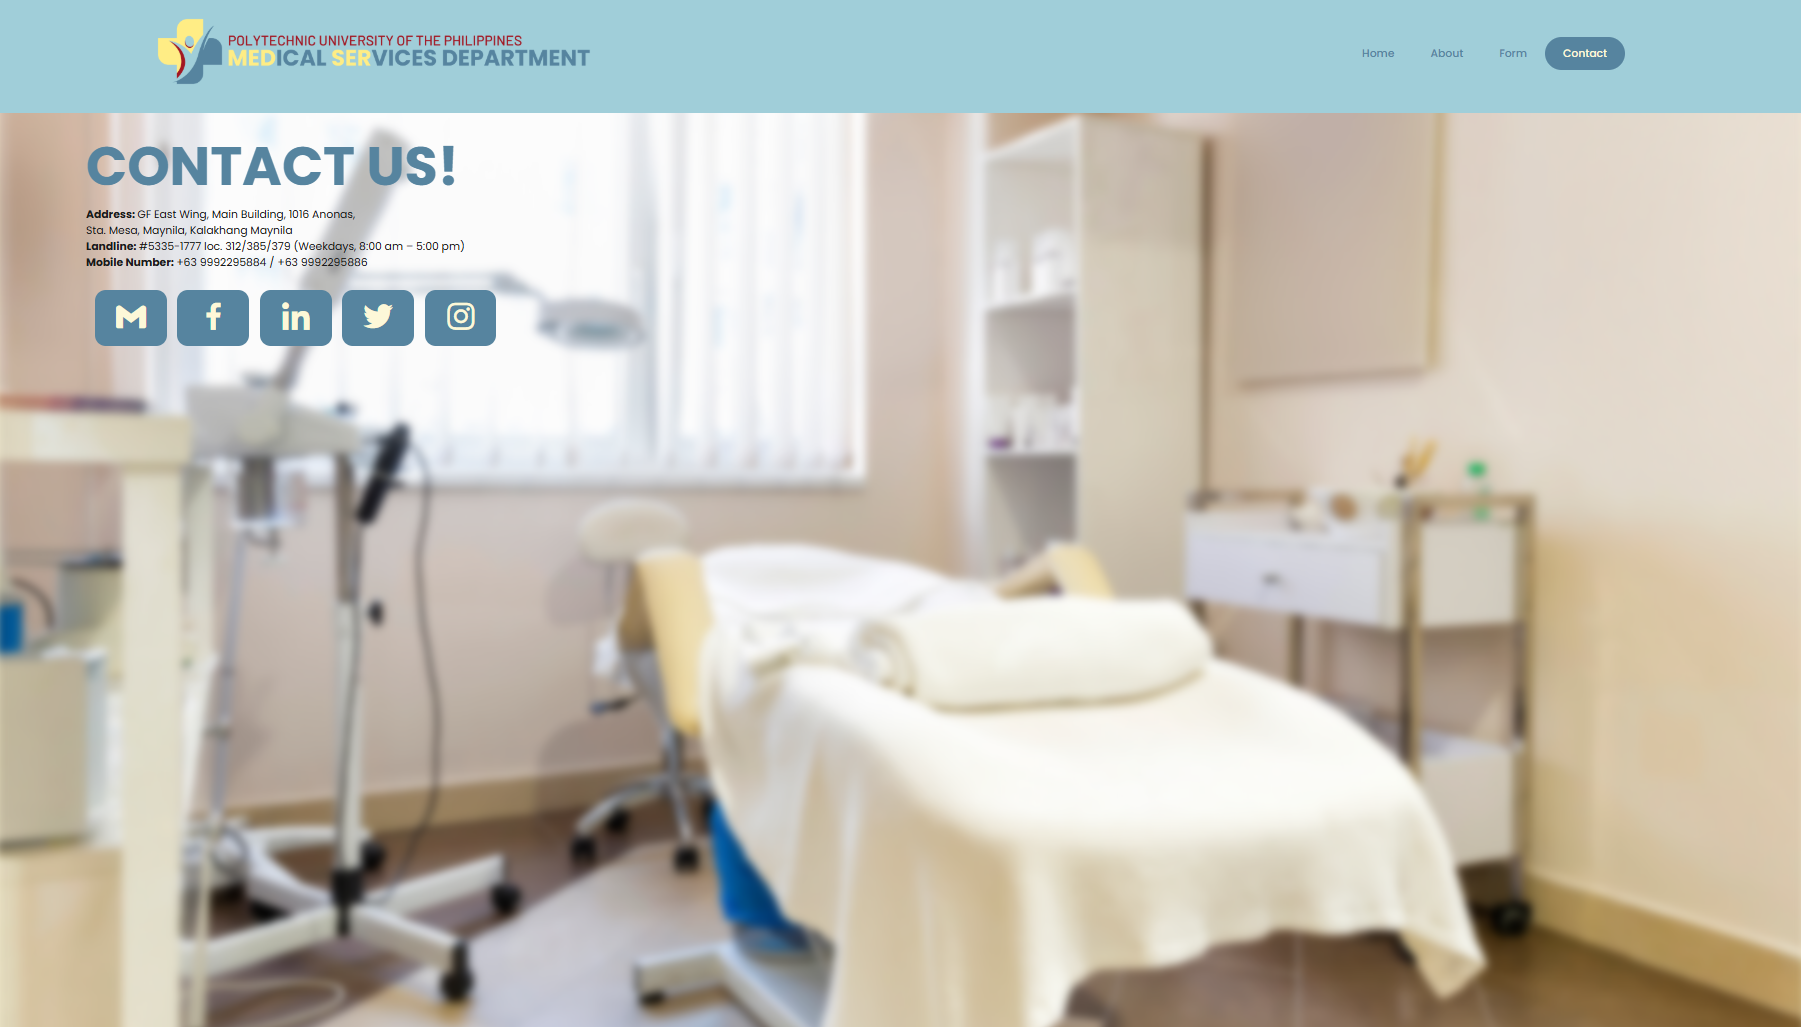 POLYTECHNIC UNIVERSITY OF THE PHILIPPINES
MEDICAL SERVICES DEPARTMENT
Home About Form Contact
CONTACT US!
Address: GF East Wing, Main Building, 1016 Anonas,
Sta. Mesa, Maynila, Kalakhang Maynila
Landline: #5335-1777 loc. 312/385/379 (Weekdays, 8:00 am – 5:00 pm)
Mobile Number: +63 9992295884 / +63 9992295886